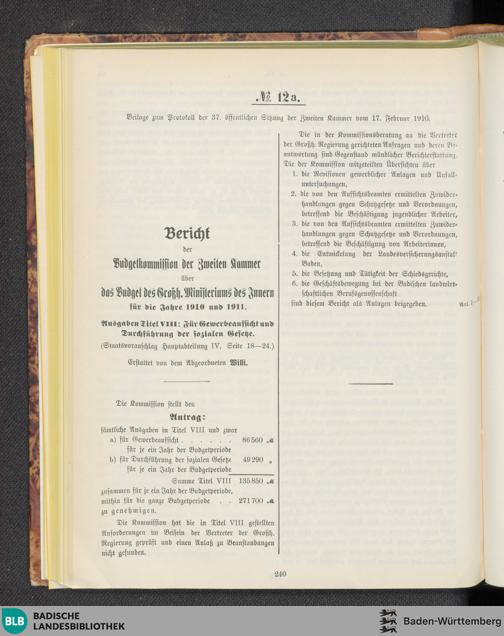 № 12a.
Beilage zum Protokoll der 37. öffentlichen Sitzung der Zweiten Kammer vom 17. Februar 1910.
Bericht
der
Budgetkommission der Zweiten Kammer
über
das Budget des Großh. Ministeriums des Innern
für die Jahre 1910 und 1911.
Ausgaben Titel VIII: Für Gewerbeaufsicht und
Durchführung der sozialen Gesetze.
(Staatsvoranschlag Hauptabteilung IV, Seite 18—24.)
Erstattet von dem Abgeordneten Willi.
Die Kommission stellt den
Antrag:
sämtliche Ausgaben in Titel VIII und zwar
a) für Gewerbeaufsicht . . . . . . 86560 ℳ
für je ein Jahr der Budgetperiode
b) für Durchführung der sozialen Gesetze 49290 „
für je ein Jahr der Budgetperiode
Summe Titel VIII 135850 ℳ
zusammen für je ein Jahr der Budgetperiode,
mithin für die ganze Budgetperiode . . 271700 ℳ
zu genehmigen.
Die Kommission hat die in Titel VIII gestellten
Anforderungen im Beisein der Vertreter der Großh.
Regierung geprüft und einen Anlaß zu Beanstandungen
nicht gefunden.
Die in der Kommissionsberatung an die Vertreter
der Großh. Regierung gerichteten Anfragen und deren Be-
antwortung sind Gegenstand mündlicher Berichterstattung.
Die der Kommission mitgeteilten Übersichten über
1. die Revisionen gewerblicher Anlagen und Unfall-
untersuchungen,
2. die von den Aufsichtsbeamten ermittelten Zuwider-
handlungen gegen Schutzgesetze und Verordnungen,
betreffend die Beschäftigung jugendlicher Arbeiter,
3. die von den Aufsichtsbeamten ermittelten Zuwider-
handlungen gegen Schutzgesetze und Verordnungen,
betreffend die Beschäftigung von Arbeiterinnen,
4. die Entwickelung der Landesversicherungsanstalt
Baden,
5. die Besetzung und Tätigkeit der Schiedsgerichte,
6. die Geschäftsbewegung bei der Badischen landwirt-
schaftlichen Berufsgenossenschaft
sind diesem Bericht als Anlagen beigegeben.
240
BLB
BADISCHE
LANDESBIBLIOTHEK
Baden-Württemberg